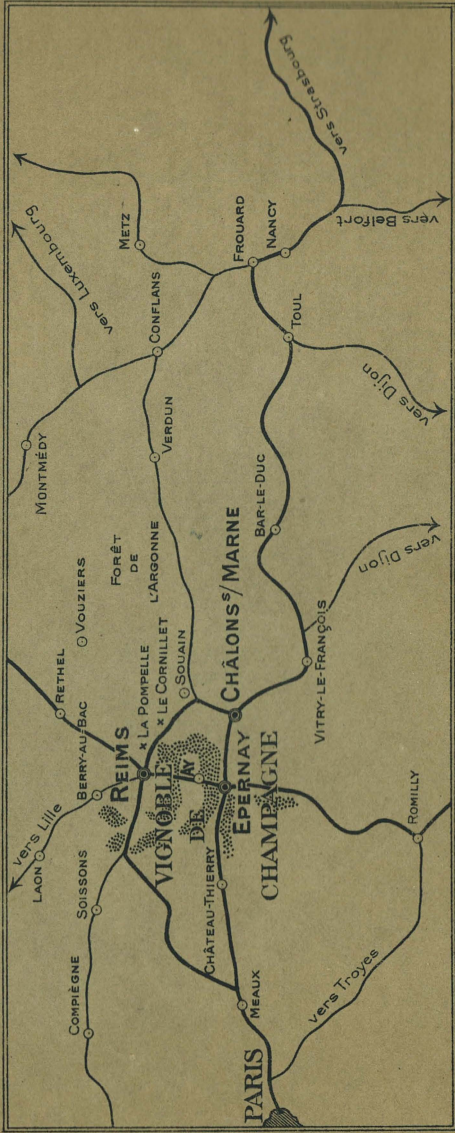 vers Lille
LAON
SOISSONS
COMPIÈGNE
BERRY-AU-BAC
RETHEL
VOUZIERS
MONTMÉDY
vers Luxembourg
METZ
CONFLANS
VERDUN
FORÊT
DE
L'ARGONNE
REIMS
× LA POMPELLE
× LE CORNILLET
SOUAIN
VIGNOBLE
DE
CHAMPAGNE
AY
EPERNAY
CHÂLONS S/MARNE
CHÂTEAU-THIERRY
MEAUX
PARIS
vers Troyes
ROMILLY
VITRY-LE-FRANÇOIS
vers Dijon
BAR-LE-DUC
TOUL
vers Dijon
FROUARD
NANCY
vers Belfort
vers Strasbourg